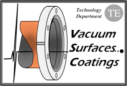 Technology
Department
TE
Vacuum
Surfaces.
Coatings